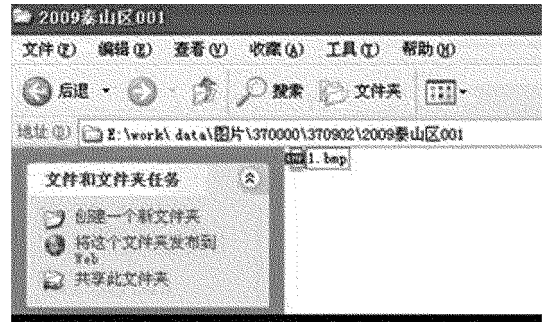 2009泰山区001
文件(F) 编辑(E) 查看(V) 收藏(A) 工具(T) 帮助(H)
后退 搜索 文件夹
地址(D) E:\work\data\图片\370000\370902\2009泰山区001
文件和文件夹任务
1.bmp
创建一个新文件夹
将这个文件夹发布到
Web
共享此文件夹